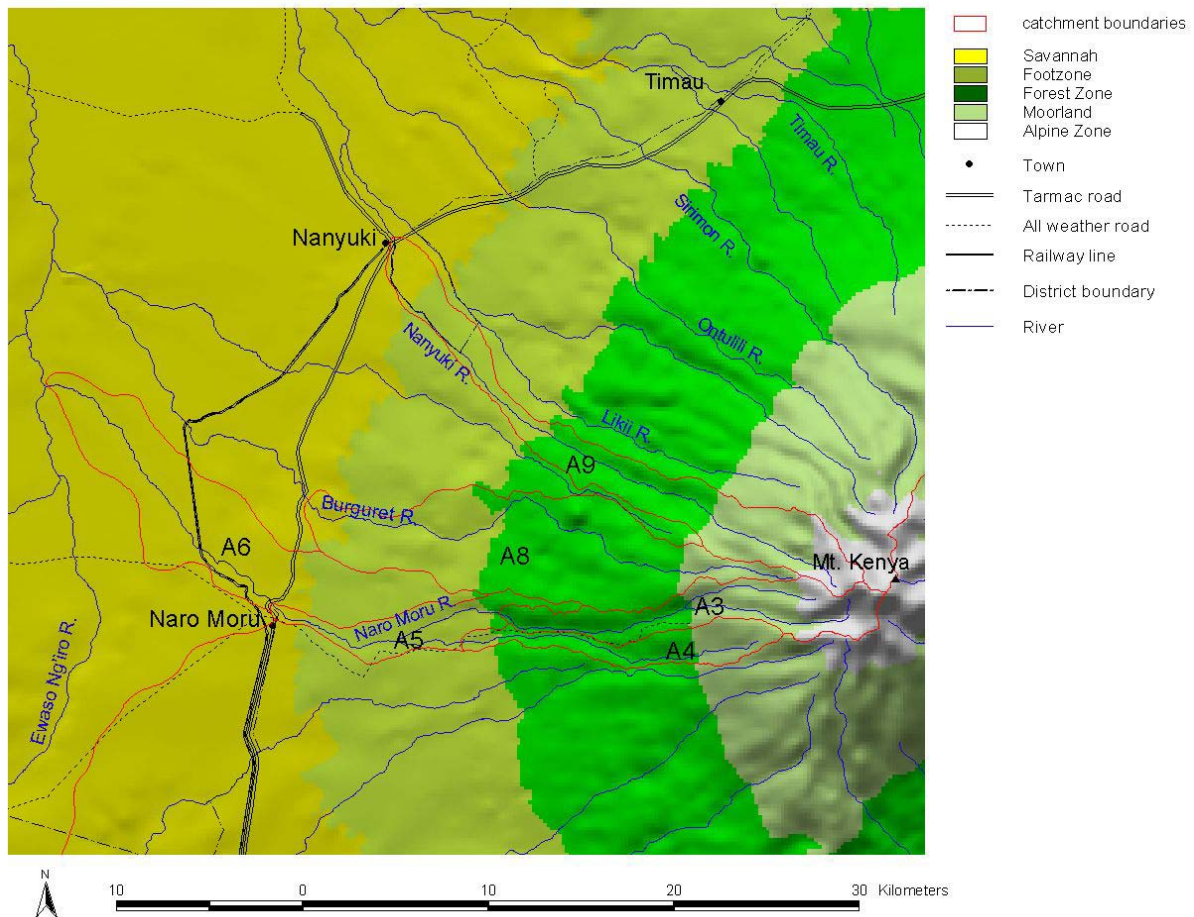 catchment boundaries
Savannah
Footzone
Forest Zone
Moorland
Alpine Zone
Town
Tarmac road
All weather road
Railway line
District boundary
River
Timau
Timau R.
Sirimon R.
Nanyuki
Ontulili R.
Nanyuki R.
Likii R.
A9
Burguret R.
A8
A6
Mt. Kenya
Naro Moru R.
A3
Naro Moru
A5
A4
Ewaso Ng'iro R.
N
10 0 10 20 30 Kilometers